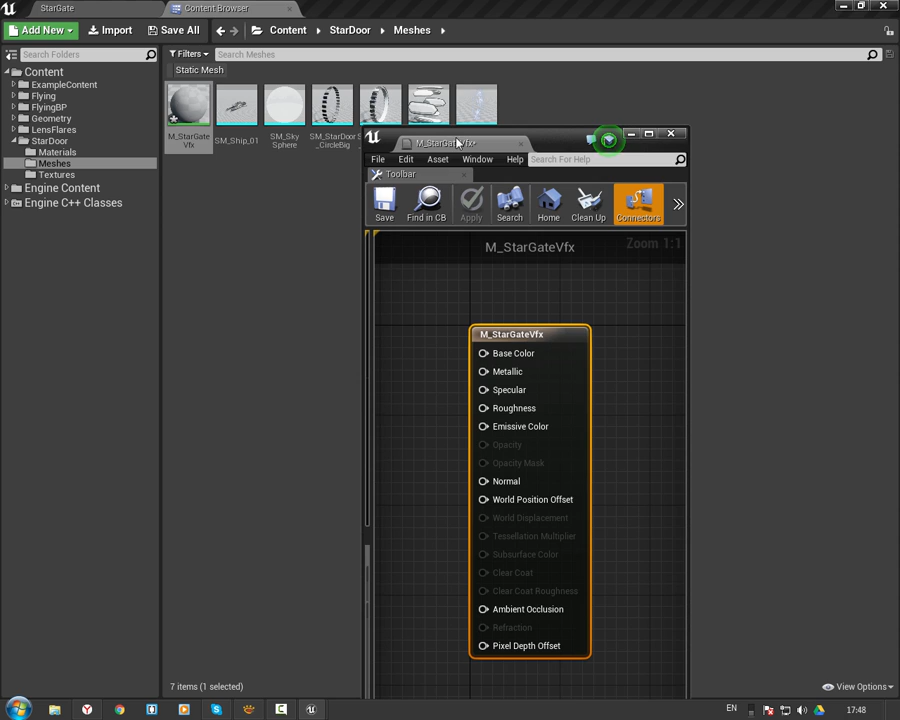 StarGate
Content Browser
Add New
Import
Save All
Content
StarDoor
Meshes
Search Folders
Filters
Search Meshes
Static Mesh
Content
ExampleContent
Flying
FlyingBP
Geometry
LensFlares
StarDoor
Materials
Meshes
Textures
Engine Content
Engine C++ Classes
M_StarGate
Vfx
SM_Ship_01
SM_Sky
Sphere
SM_StarDoor
_CircleBig
M_StarGateVfx*
File
Edit
Asset
Window
Help
Search For Help
Toolbar
Save
Find in CB
Apply
Search
Home
Clean Up
Connectors
M_StarGateVfx
Zoom 1:1
M_StarGateVfx
Base Color
Metallic
Specular
Roughness
Emissive Color
Opacity
Opacity Mask
Normal
World Position Offset
World Displacement
Tessellation Multiplier
Subsurface Color
Clear Coat
Clear Coat Roughness
Ambient Occlusion
Refraction
Pixel Depth Offset
7 items (1 selected)
View Options
EN
17:48